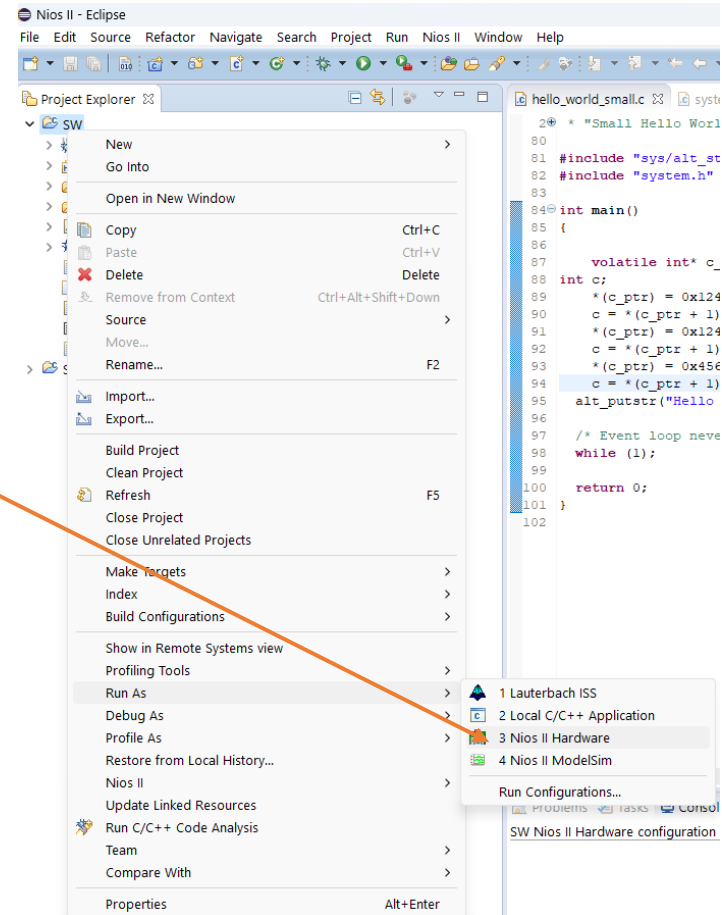 Nios II - Eclipse
File Edit Source Refactor Navigate Search Project Run Nios II Window Help
Project Explorer
SW
New
Go Into
Open in New Window
Copy Ctrl+C
Paste Ctrl+V
Delete Delete
Remove from Context Ctrl+Alt+Shift+Down
Source
Move...
Rename... F2
Import...
Export...
Build Project
Clean Project
Refresh F5
Close Project
Close Unrelated Projects
Make Targets
Index
Build Configurations
Show in Remote Systems view
Profiling Tools
Run As
Debug As
Profile As
Restore from Local History...
Nios II
Update Linked Resources
Run C/C++ Code Analysis
Team
Compare With
Properties Alt+Enter
1 Lauterbach ISS
2 Local C/C++ Application
3 Nios II Hardware
4 Nios II ModelSim
Run Configurations...
hello_world_small.c syste
2 * "Small Hello Worl
80
81 #include "sys/alt_st
82 #include "system.h"
83
84 int main()
85 {
86
87 volatile int* c_
88 int c;
89 *(c_ptr) = 0x124
90 c = *(c_ptr + 1)
91 *(c_ptr) = 0x124
92 c = *(c_ptr + 1)
93 *(c_ptr) = 0x456
94 c = *(c_ptr + 1)
95 alt_putstr("Hello
96
97 /* Event loop neve
98 while (1);
99
100 return 0;
101 }
102
Problems Tasks Consol
SW Nios II Hardware configuration